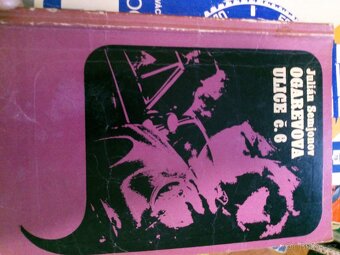 Julián Semjonov
OGAREVOVA
ULICE Č. 6